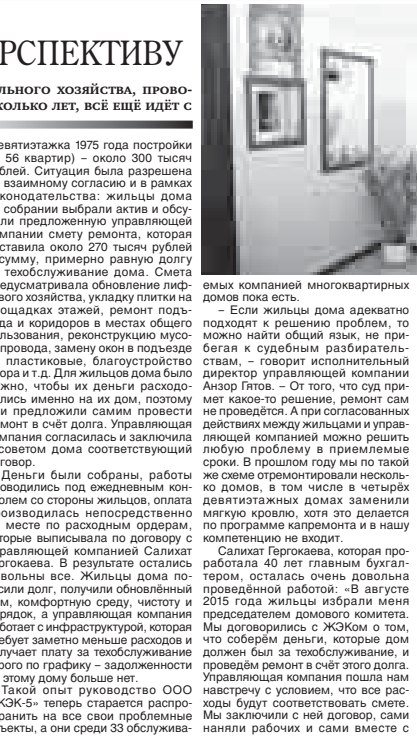 РСПЕКТИВУ
ЛЬНОГО ХОЗЯЙСТВА, ПРОВО-
КОЛЬКО ЛЕТ, ВСЁ ЕЩЁ ИДЁТ С
евятиэтажка 1975 года постройки
56 квартир) – около 300 тысяч
блей. Ситуация была разрешена
взаимному согласию и в рамках
конодательства: жильцы дома
собрании выбрали актив и обсу-
ли предложенную управляющей
мпании смету ремонта, которая
ставила около 270 тысяч рублей
сумму, примерно равную долгу
техобслуживание дома. Смета
едусматривала обновление лиф-
вого хозяйства, укладку плитки на
ощадках этажей, ремонт подъ-
да и коридоров в местах общего
льзования, реконструкцию мусо-
провода, замену окон в подъезде
пластиковые, благоустройство
ора и т.д. Для жильцов дома было
жно, чтобы их деньги расходо-
лись именно на их дом, поэтому
и предложили самим провести
монт в счёт долга. Управляющая
мпания согласилась и заключила
советом дома соответствующий
говор.
Деньги были собраны, работы
оводились под ежедневным кон-
олем со стороны жильцов, оплата
оизводилась непосредственно
месте по расходным ордерам,
торые выписывала по договору с
равляющей компанией Салихат
ргокаева. В результате остались
вольны все. Жильцы дома по-
сили долг, получили обновлённый
м, комфортную среду, чистоту и
рядок, а управляющая компания
ботает с инфраструктурой, которая
ебует заметно меньше расходов и
лучает плату за техобслуживание
рого по графику – задолженности
этому дому больше нет.
Такой опыт руководство ООО
КЭК-5» теперь старается распро-
ранить на все свои проблемные
ъекты, а они среди 33 обслужива-
емых компанией многоквартирных
домов пока есть.
– Если жильцы дома адекватно
подходят к решению проблем, то
можно найти общий язык, не при-
бегая к судебным разбиратель-
ствам, – говорит исполнительный
директор управляющей компании
Анзор Гятов. – От того, что суд при-
мет какое-то решение, ремонт сам
не проведётся. А при согласованных
действиях между жильцами и управ-
ляющей компанией можно решить
любую проблему в приемлемые
сроки. В прошлом году мы по такой
же схеме отремонтировали несколь-
ко домов, в том числе в четырёх
девятиэтажных домах заменили
мягкую кровлю, хотя это делается
по программе капремонта и в нашу
компетенцию не входит.
Салихат Гергокаева, которая про-
работала 40 лет главным бухгал-
тером, осталась очень довольна
проведённой работой: «В августе
2015 года жильцы избрали меня
председателем домового комитета.
Мы договорились с ЖЭКом о том,
что соберём деньги, которые дом
должен был за техобслуживание, и
проведём ремонт в счёт этого долга.
Управляющая компания пошла нам
навстречу с условием, что все рас-
ходы будут соответствовать смете.
Мы заключили с ней договор, сами
наняли рабочих и сами вместе с